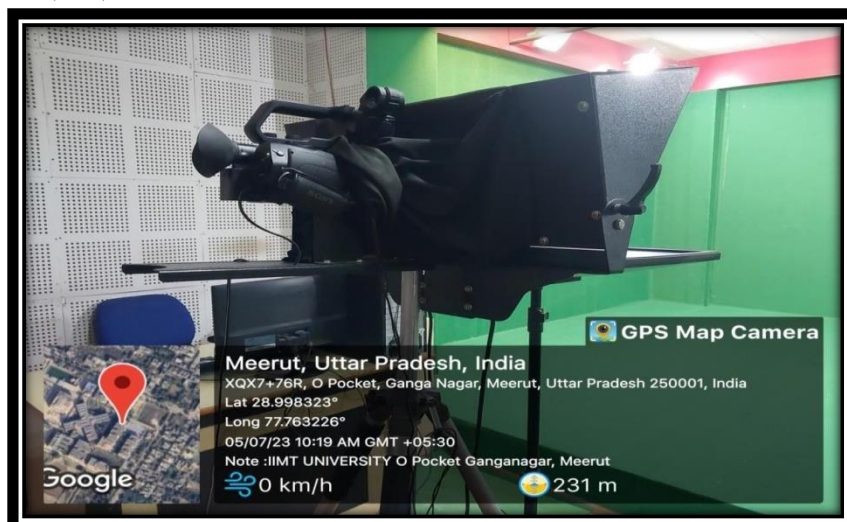 GPS Map Camera
Meerut, Uttar Pradesh, India
XQX7+76R, O Pocket, Ganga Nagar, Meerut, Uttar Pradesh 250001, India
Lat 28.998323°
Long 77.763226°
05/07/23 10:19 AM GMT +05:30
Note :IIMT UNIVERSITY O Pocket Ganganagar, Meerut
0 km/h
231 m
Google
SONY